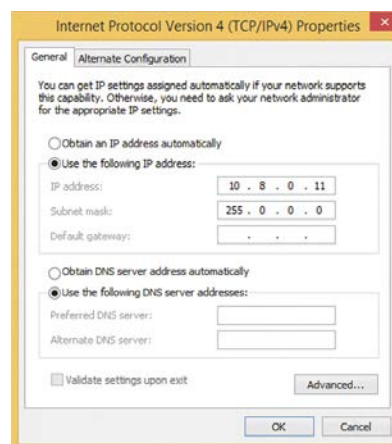 Internet Protocol Version 4 (TCP/IPv4) Properties
General
Alternate Configuration
You can get IP settings assigned automatically if your network supports
this capability. Otherwise, you need to ask your network administrator
for the appropriate IP settings.
Obtain an IP address automatically
Use the following IP address:
IP address: 10 . 8 . 0 . 11
Subnet mask: 255 . 0 . 0 . 0
Default gateway: . . .
Obtain DNS server address automatically
Use the following DNS server addresses:
Preferred DNS server:
Alternate DNS server:
Validate settings upon exit
Advanced...
OK Cancel